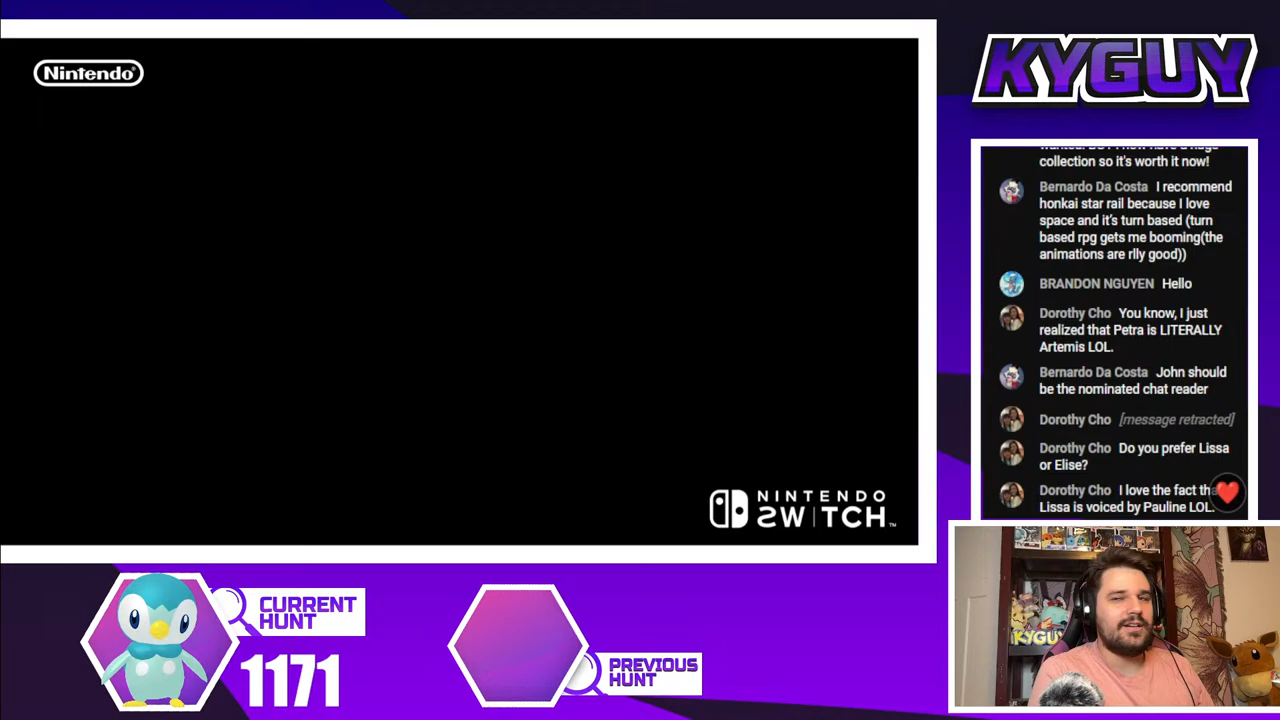 Nintendo
NINTENDO
SWITCH
KYGUY
collection so it's worth it now!
Bernardo Da Costa I recommend
honkai star rail because I love
space and it's turn based (turn
based rpg gets me booming(the
animations are rlly good))
BRANDON NGUYEN Hello
Dorothy Cho You know, I just
realized that Petra is LITERALLY
Artemis LOL.
Bernardo Da Costa John should
be the nominated chat reader
Dorothy Cho [message retracted]
Dorothy Cho Do you prefer Lissa
or Elise?
Dorothy Cho I love the fact
Lissa is voiced by Pauline LOL.
CURRENT
HUNT
1171
PREVIOUS
HUNT
KYGUY